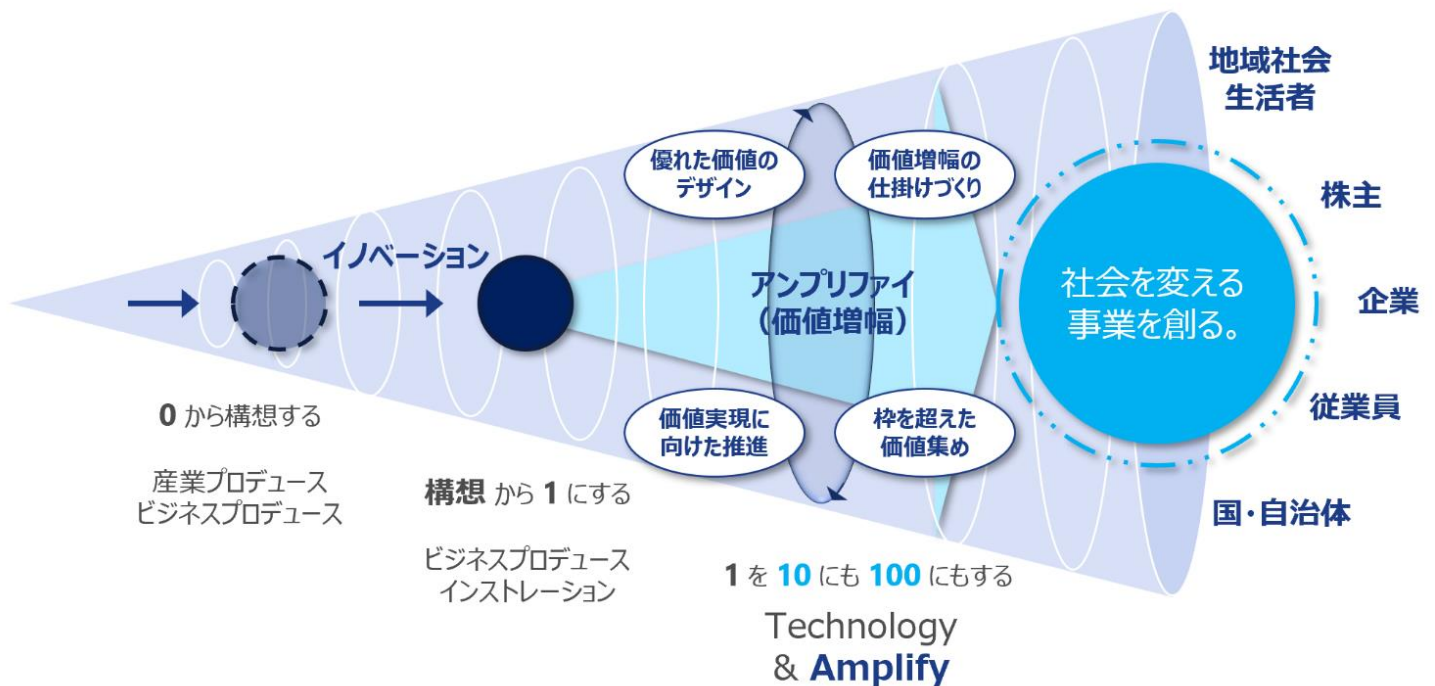 イノベーション
0 から構想する
産業プロデュース
ビジネスプロデュース
構想 から 1 にする
ビジネスプロデュース
インストレーション
優れた価値の
デザイン
価値増幅の
仕掛けづくり
アンプリファイ
（価値増幅）
価値実現に
向けた推進
枠を超えた
価値集め
1 を 10 にも 100 にもする
Technology
& Amplify
社会を変える
事業を創る。
地域社会
生活者
株主
企業
従業員
国・自治体